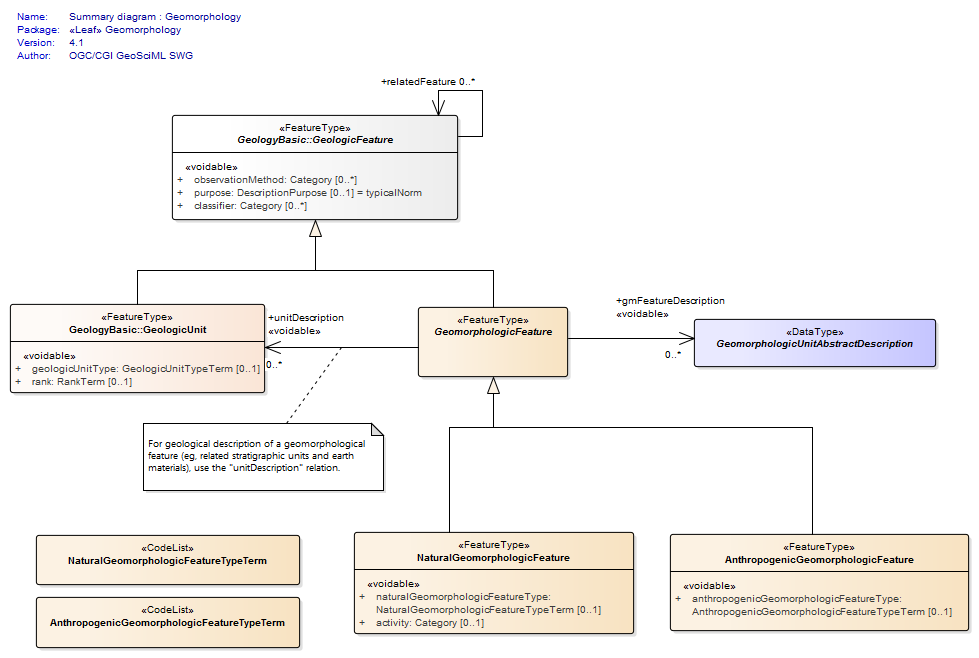 Name: Summary diagram : Geomorphology
Package: «Leaf» Geomorphology
Version: 4.1
Author: OGC/CGI GeoSciML SWG
+relatedFeature 0..*
«FeatureType»
GeologyBasic::GeologicFeature
«voidable»
+ observationMethod: Category [0..*]
+ purpose: DescriptionPurpose [0..1] = typicalNorm
+ classifier: Category [0..*]
«FeatureType»
GeologyBasic::GeologicUnit
«voidable»
+ geologicUnitType: GeologicUnitTypeTerm [0..1]
+ rank: RankTerm [0..1]
+unitDescription
«voidable»
0..*
«FeatureType»
GeomorphologicFeature
+gmFeatureDescription
«voidable»
0..*
«DataType»
GeomorphologicUnitAbstractDescription
For geological description of a geomorphological
feature (eg, related stratigraphic units and earth
materials), use the "unitDescription" relation.
«CodeList»
NaturalGeomorphologicFeatureTypeTerm
«CodeList»
AnthropogenicGeomorphologicFeatureTypeTerm
«FeatureType»
NaturalGeomorphologicFeature
«voidable»
+ naturalGeomorphologicFeatureType:
NaturalGeomorphologicFeatureTypeTerm [0..1]
+ activity: Category [0..1]
«FeatureType»
AnthropogenicGeomorphologicFeature
«voidable»
+ anthropogenicGeomorphologicFeatureType:
AnthropogenicGeomorphologicFeatureTypeTerm [0..1]